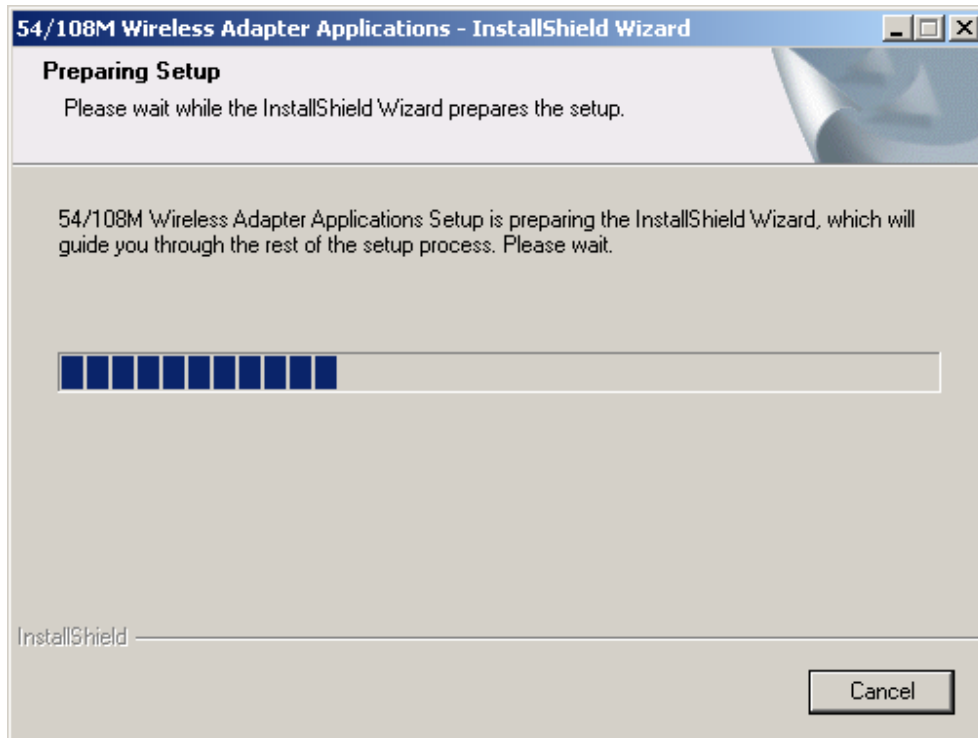 54/108M Wireless Adapter Applications - InstallShield Wizard
Preparing Setup
Please wait while the InstallShield Wizard prepares the setup.
54/108M Wireless Adapter Applications Setup is preparing the InstallShield Wizard, which will
guide you through the rest of the setup process. Please wait.
InstallShield
Cancel